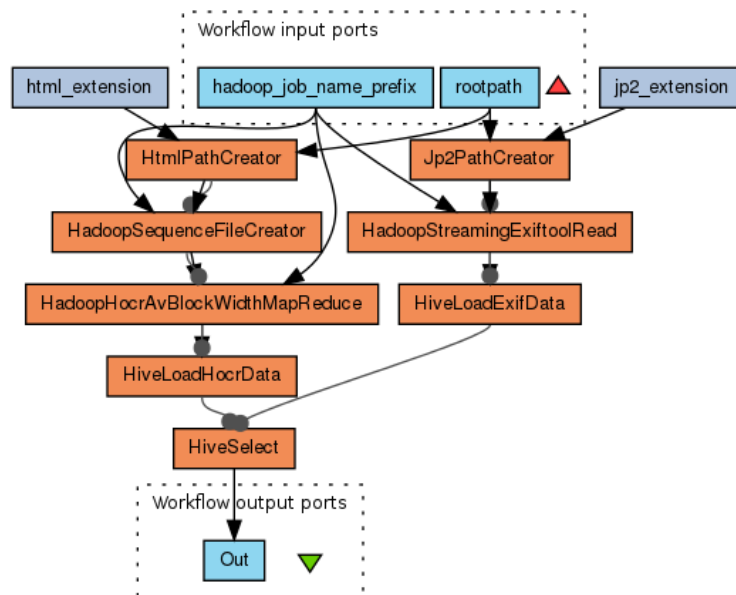 Workflow input ports
html_extension
hadoop_job_name_prefix
rootpath
jp2_extension
HtmlPathCreator
Jp2PathCreator
HadoopSequenceFileCreator
HadoopStreamingExiftoolRead
HadoopHocrAvBlockWidthMapReduce
HiveLoadExifData
HiveLoadHocrData
HiveSelect
Workflow output ports
Out